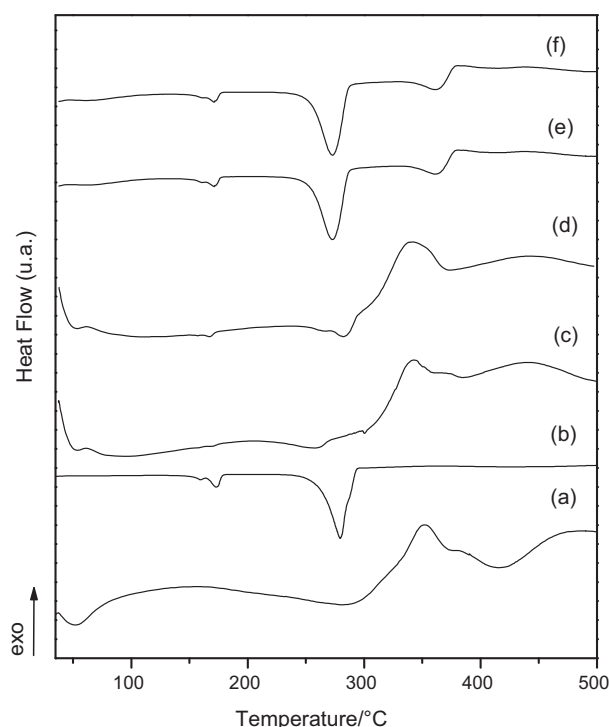 (f)
(e)
(d)
(c)
(b)
(a)
Heat Flow (u.a.)
exo
100 200 300 400 500
Temperature/°C